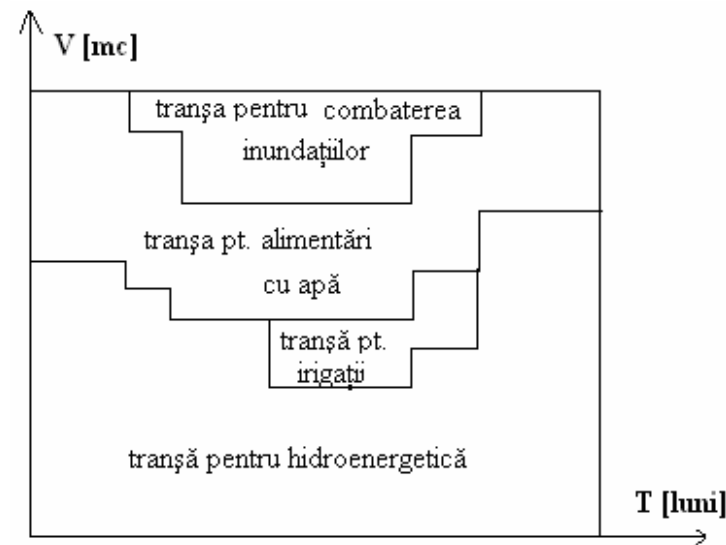 V [mc]
tranşa pentru combaterea
inundaţiilor
tranşa pt. alimentări
cu apă
tranşă pt.
irigaţii
tranşă pentru hidroenergetică
T [luni]